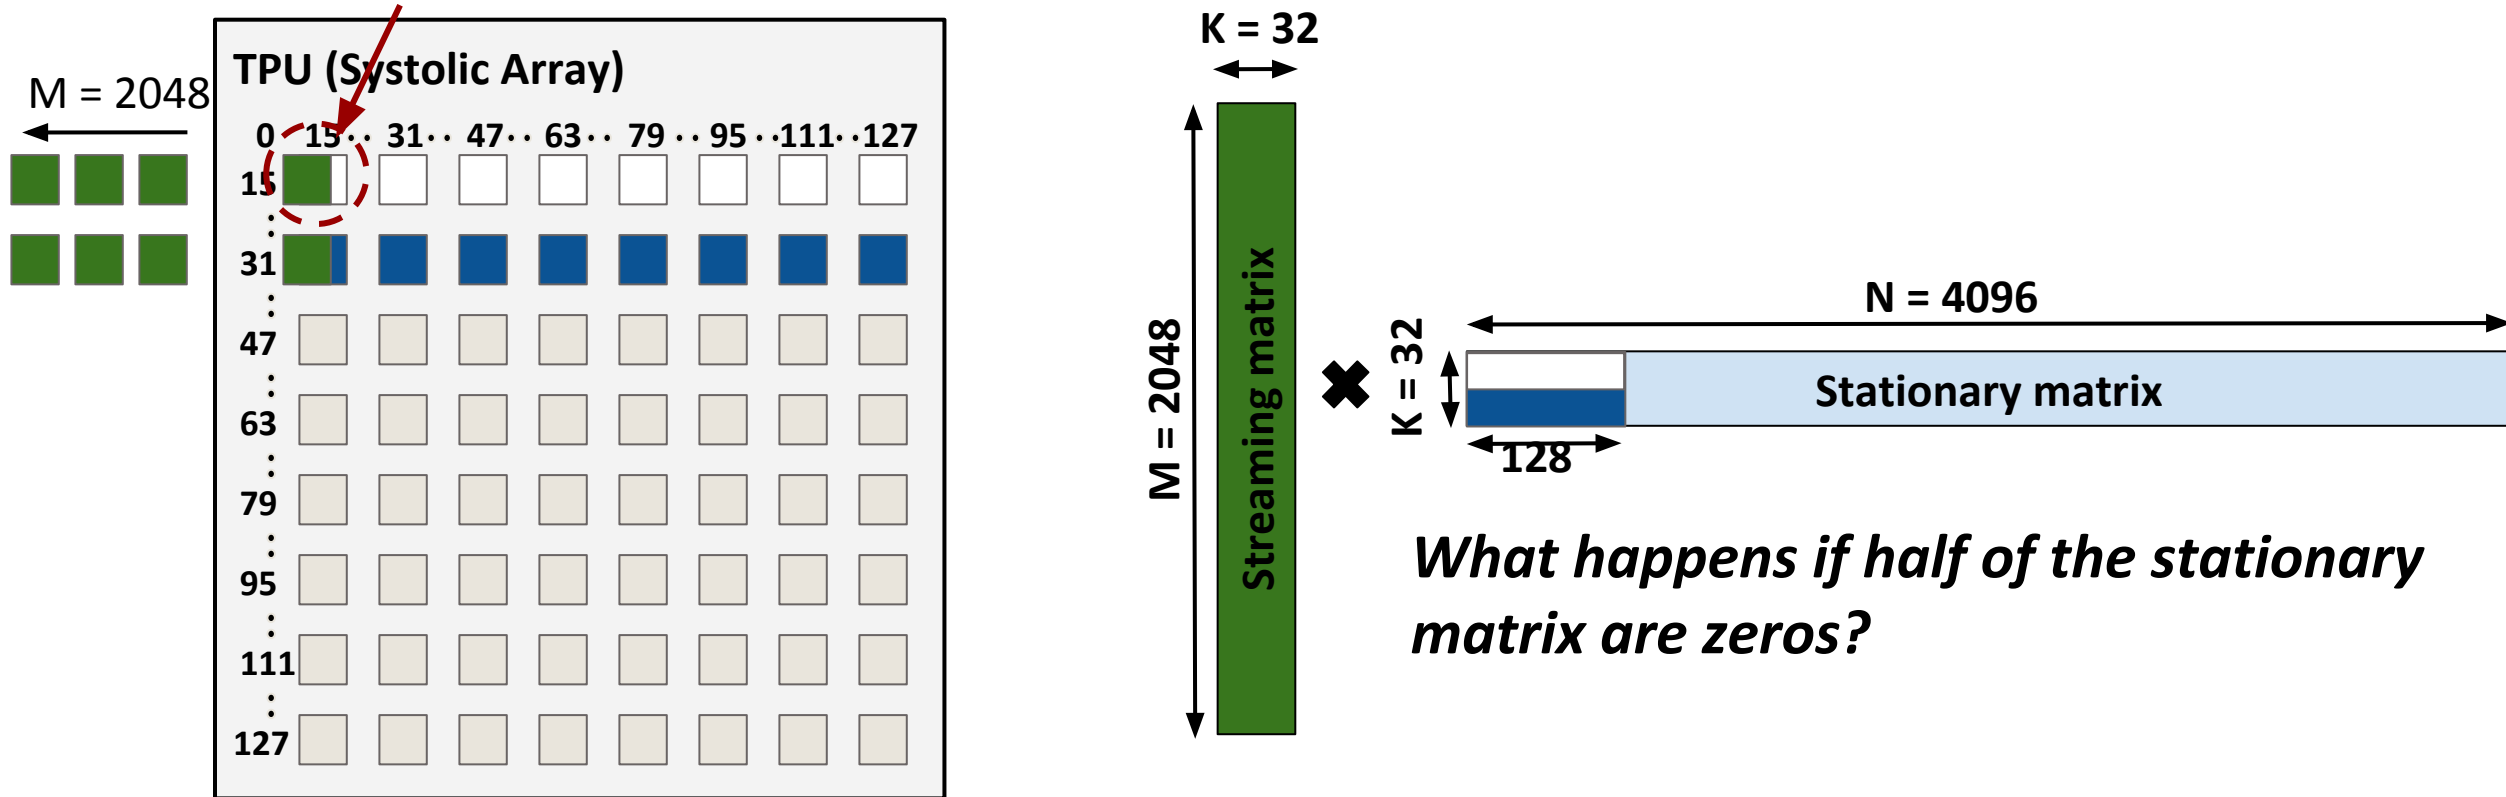 K = 32
TPU (Systolic Array)
M = 2048
0 15 31 47 63 79 95 111 127
15
31
47
63
79
95
111
127
M = 2048
Streaming matrix
K = 32
N = 4096
Stationary matrix
128
What happens if half of the stationary
matrix are zeros?